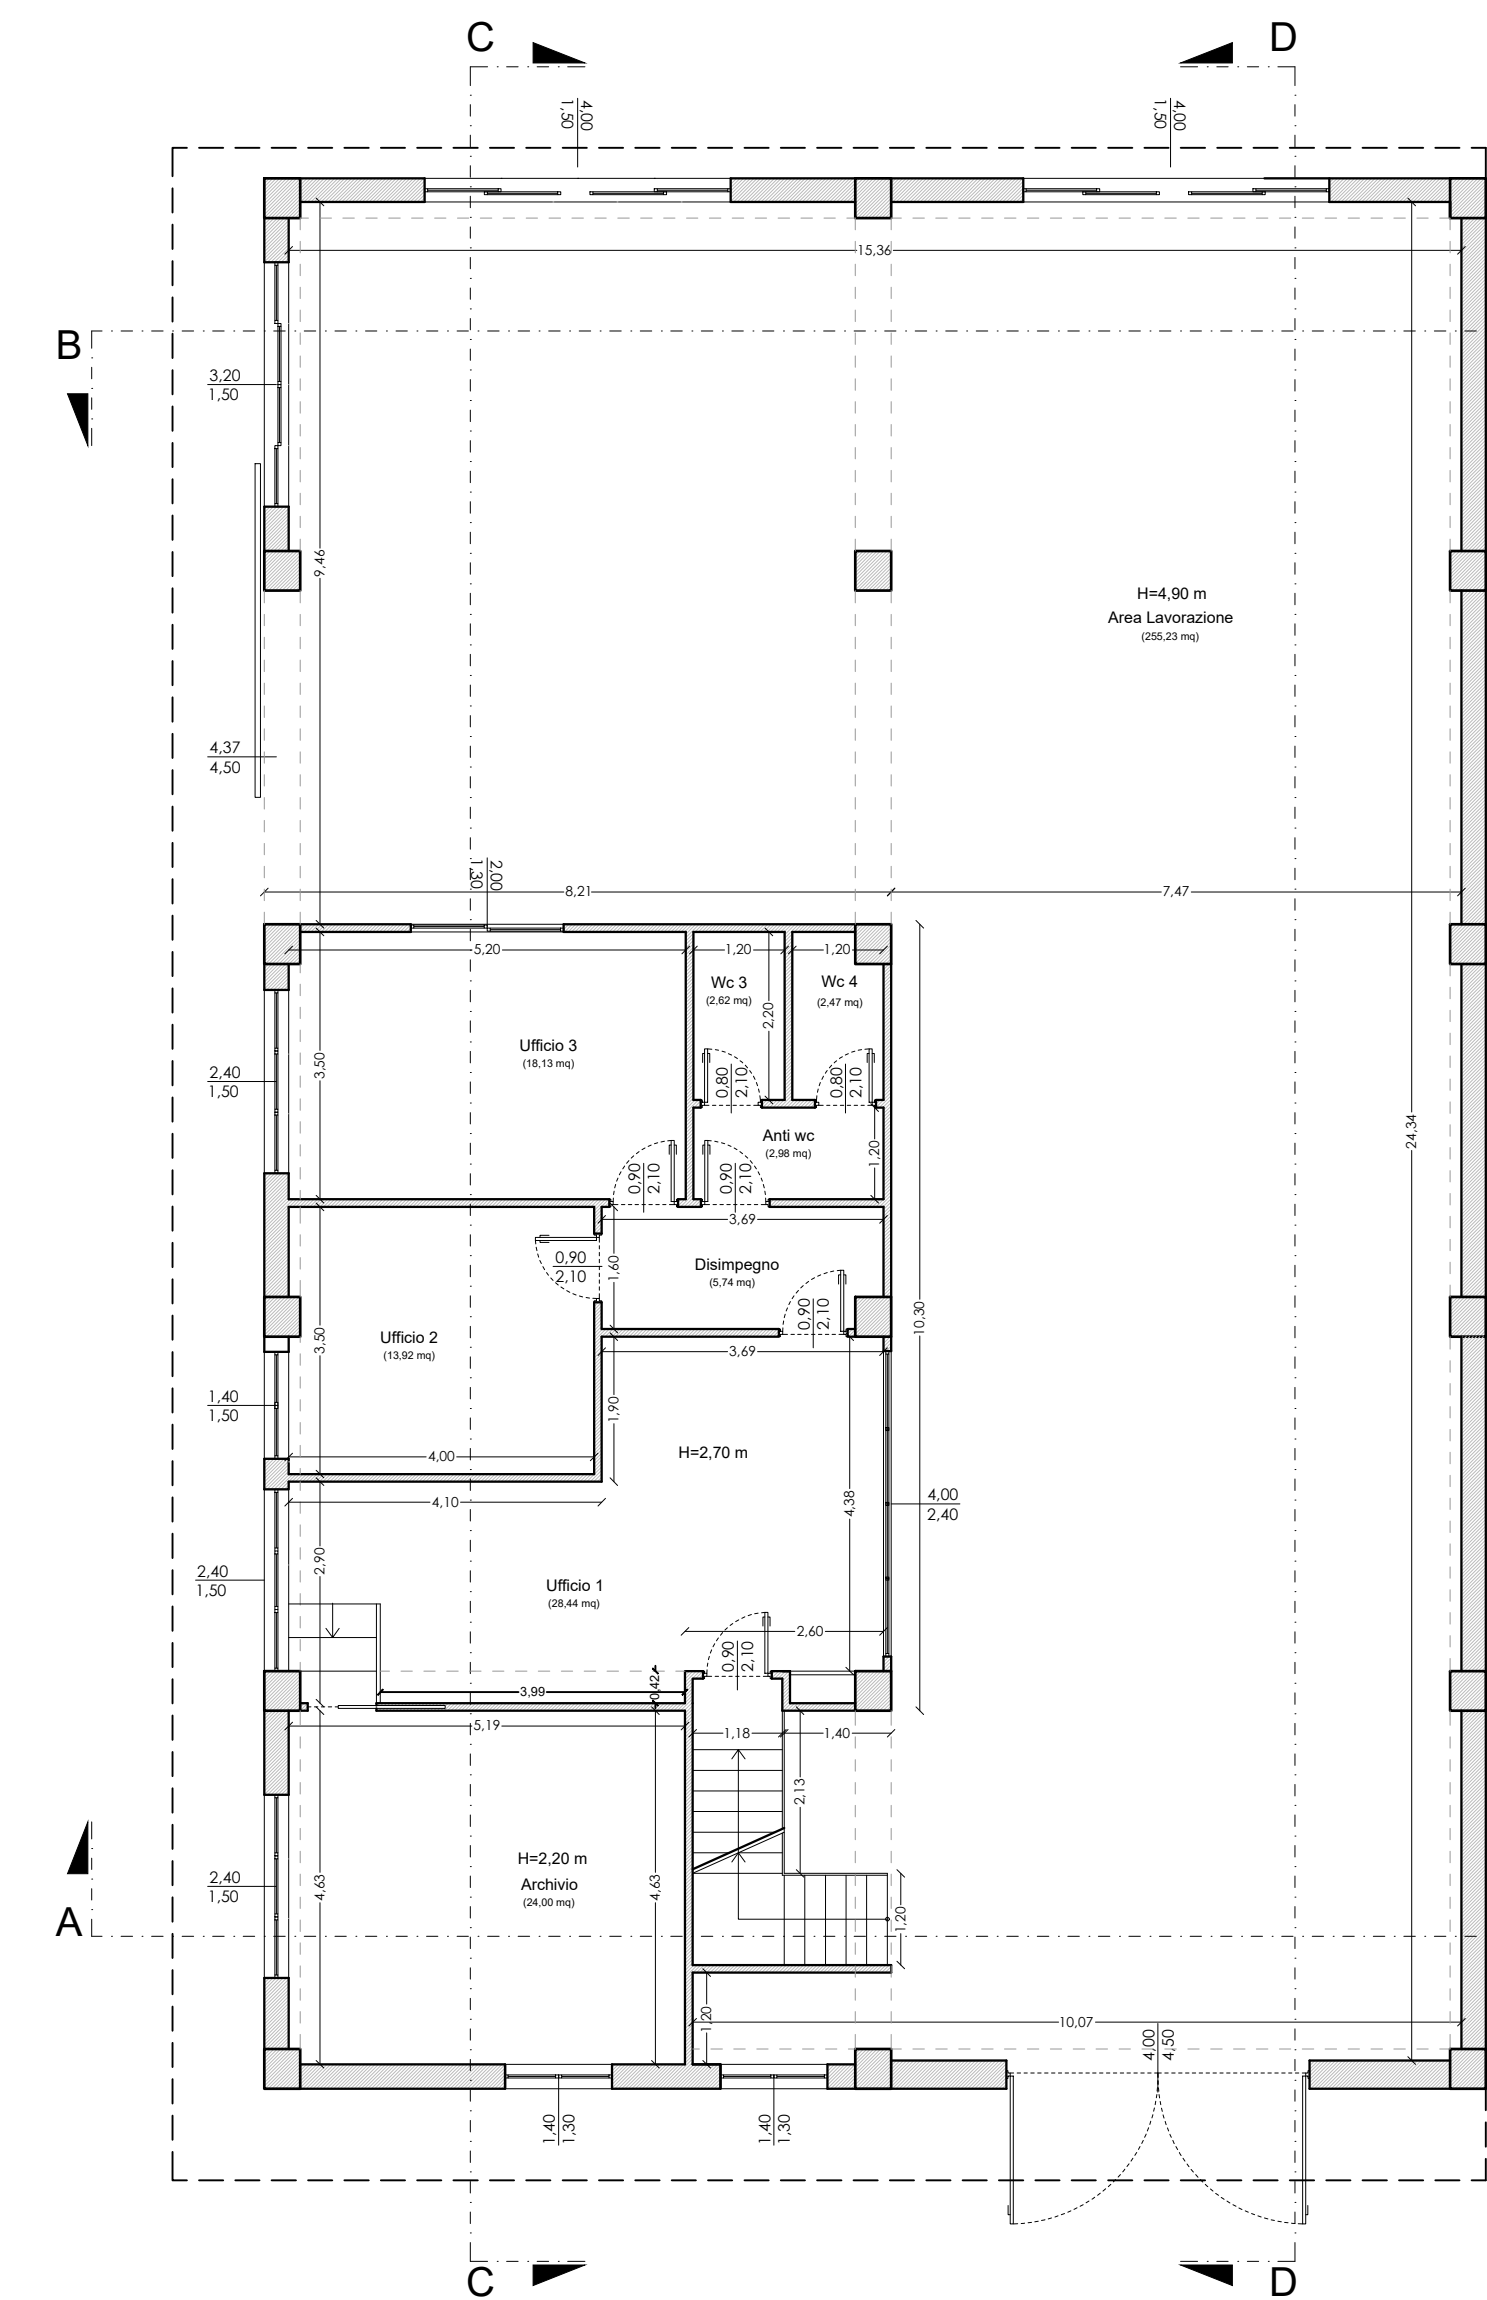 C
D
4,00
1,50
4,00
1,50
15,36
B
3,20
1,50
9,46
H=4,90 m
Area Lavorazione
(255,23 mq)
4,37
4,50
2,00
1,30
8,21
7,47
5,20
1,20
1,20
Wc 3
(2,62 mq)
Wc 4
(2,47 mq)
2,20
Ufficio 3
(18,13 mq)
3,50
2,40
1,50
0,80
2,10
0,80
2,10
Anti wc
(2,98 mq)
1,20
24,34
0,90
2,10
0,90
2,10
3,69
0,90
2,10
1,60
Disimpegno
(5,74 mq)
0,90
2,10
10,30
Ufficio 2
(13,92 mq)
3,50
3,69
1,40
1,50
1,90
H=2,70 m
4,00
4,10
4,38
4,00
2,40
2,90
2,40
1,50
Ufficio 1
(28,44 mq)
2,60
0,90
2,10
0,42
3,99
5,19
1,18
1,40
2,13
H=2,20 m
Archivio
(24,00 mq)
2,40
1,50
4,63
4,63
A
1,20
1,20
10,07
4,00
4,50
1,40
1,30
1,40
1,30
C
D